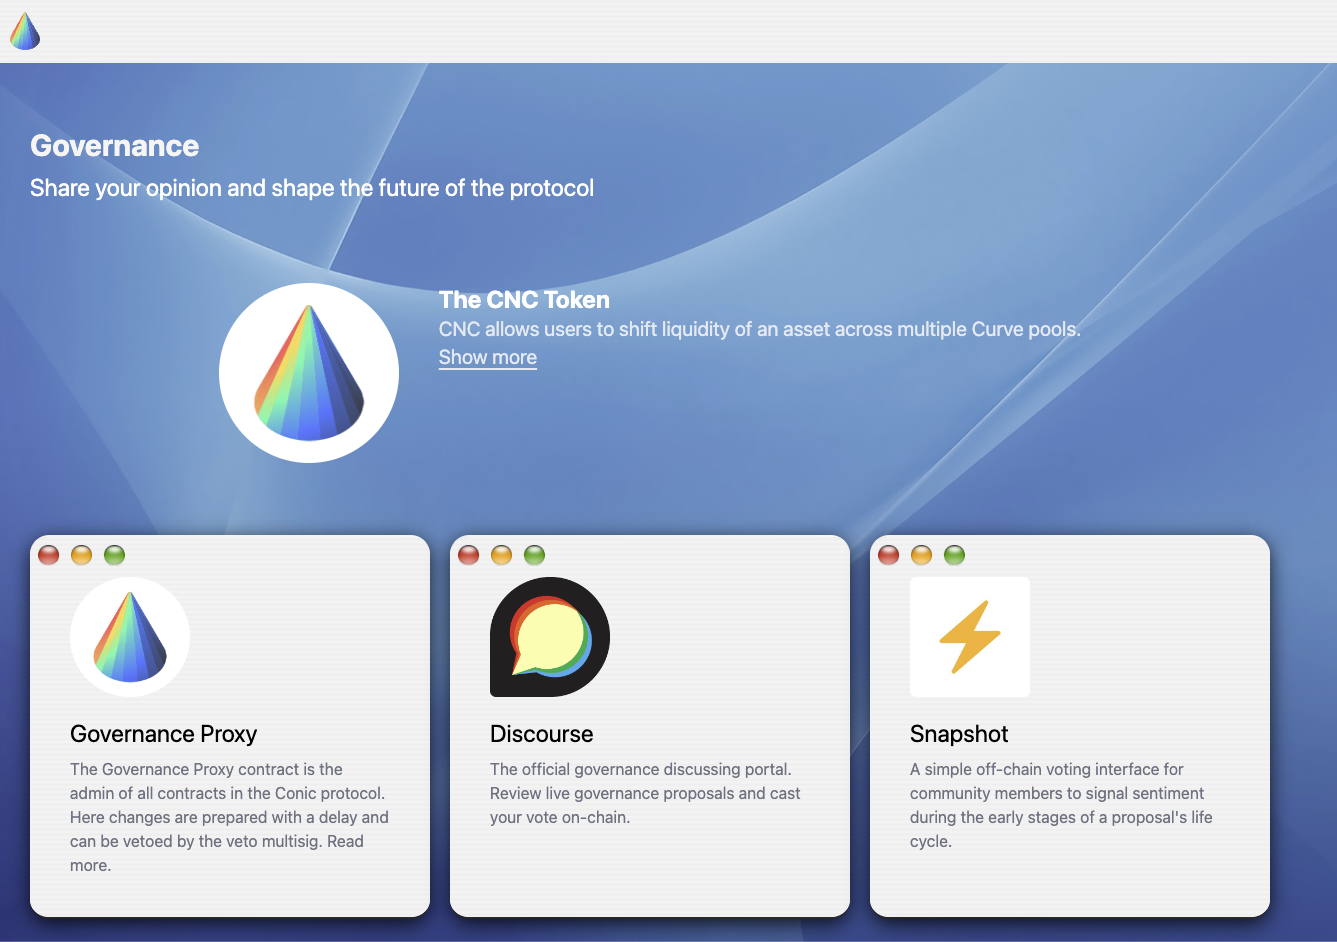 Governance
Share your opinion and shape the future of the protocol
The CNC Token
CNC allows users to shift liquidity of an asset across multiple Curve pools.
Show more
Governance Proxy
The Governance Proxy contract is the
admin of all contracts in the Conic protocol.
Here changes are prepared with a delay and
can be vetoed by the veto multisig. Read
more.
Discourse
The official governance discussing portal.
Review live governance proposals and cast
your vote on-chain.
Snapshot
A simple off-chain voting interface for
community members to signal sentiment
during the early stages of a proposal's life
cycle.